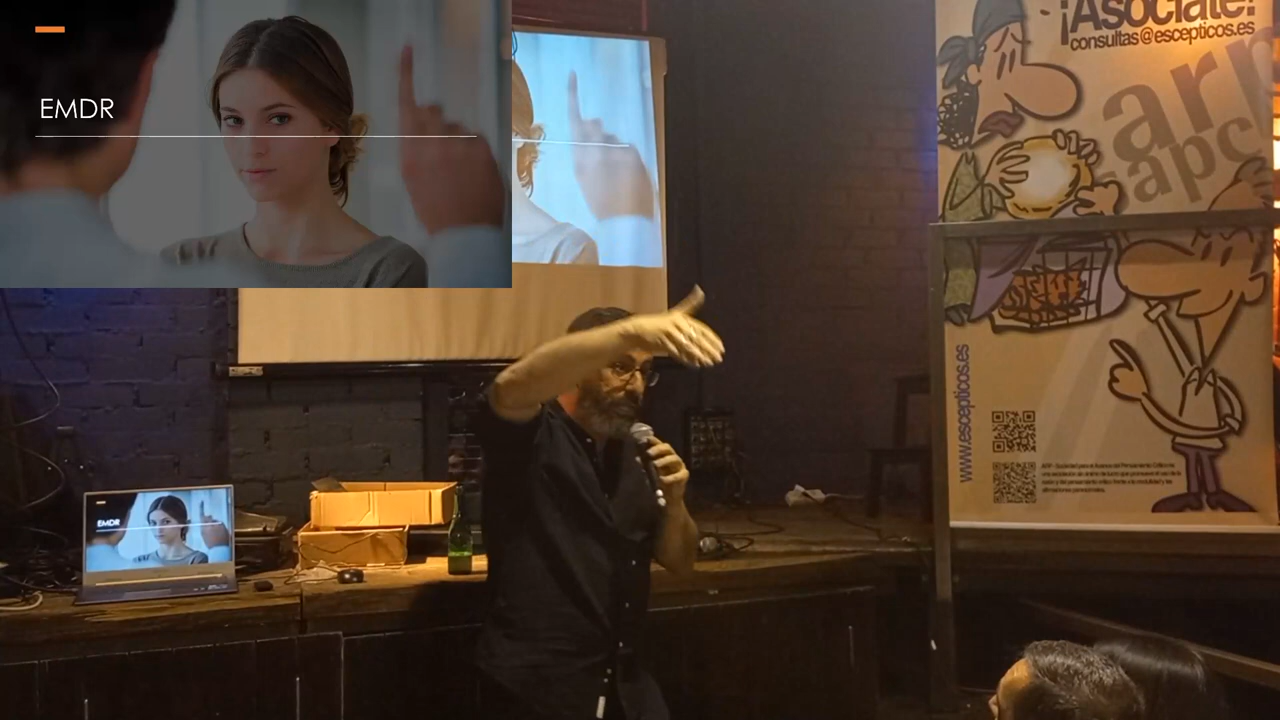 EMDR
EMDR
¡Asóciate!
consultas@escepticos.es
arp
sapc
www.escepticos.es